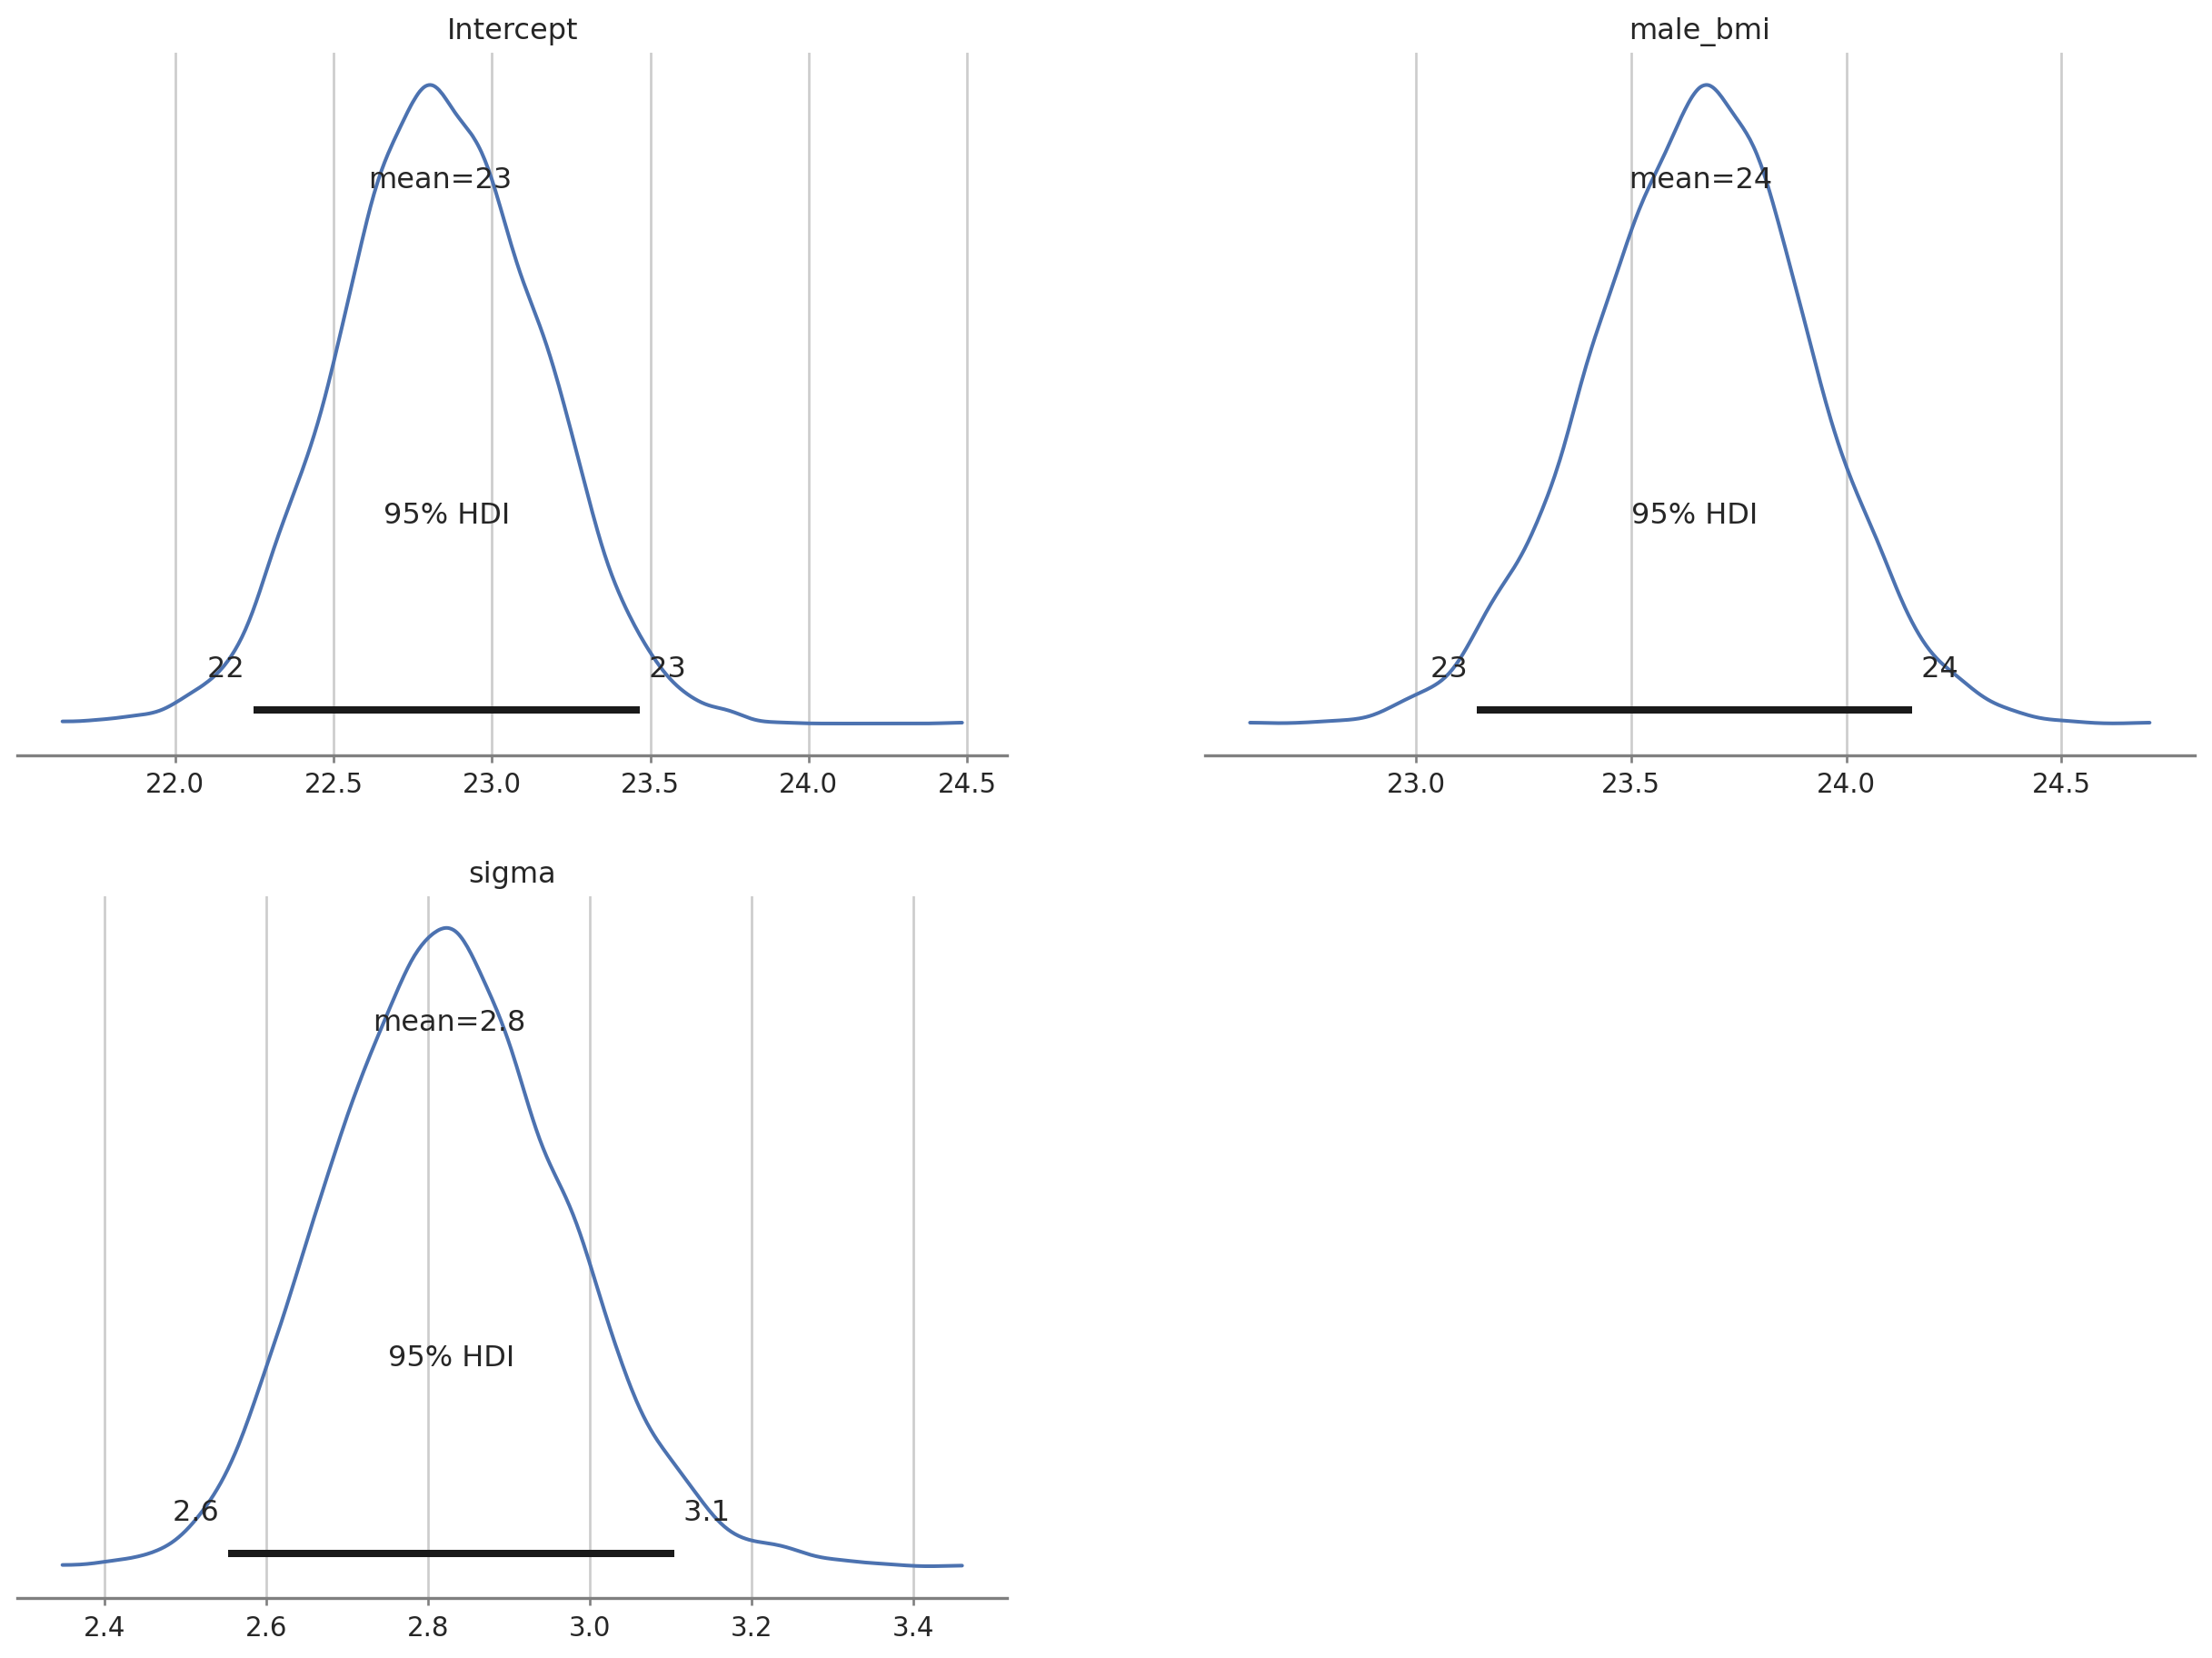 Intercept
mean=23
95% HDI
22
23
22.0 22.5 23.0 23.5 24.0 24.5
male_bmi
mean=24
95% HDI
23
24
23.0 23.5 24.0 24.5
sigma
mean=2.8
95% HDI
2.6
3.1
2.4 2.6 2.8 3.0 3.2 3.4